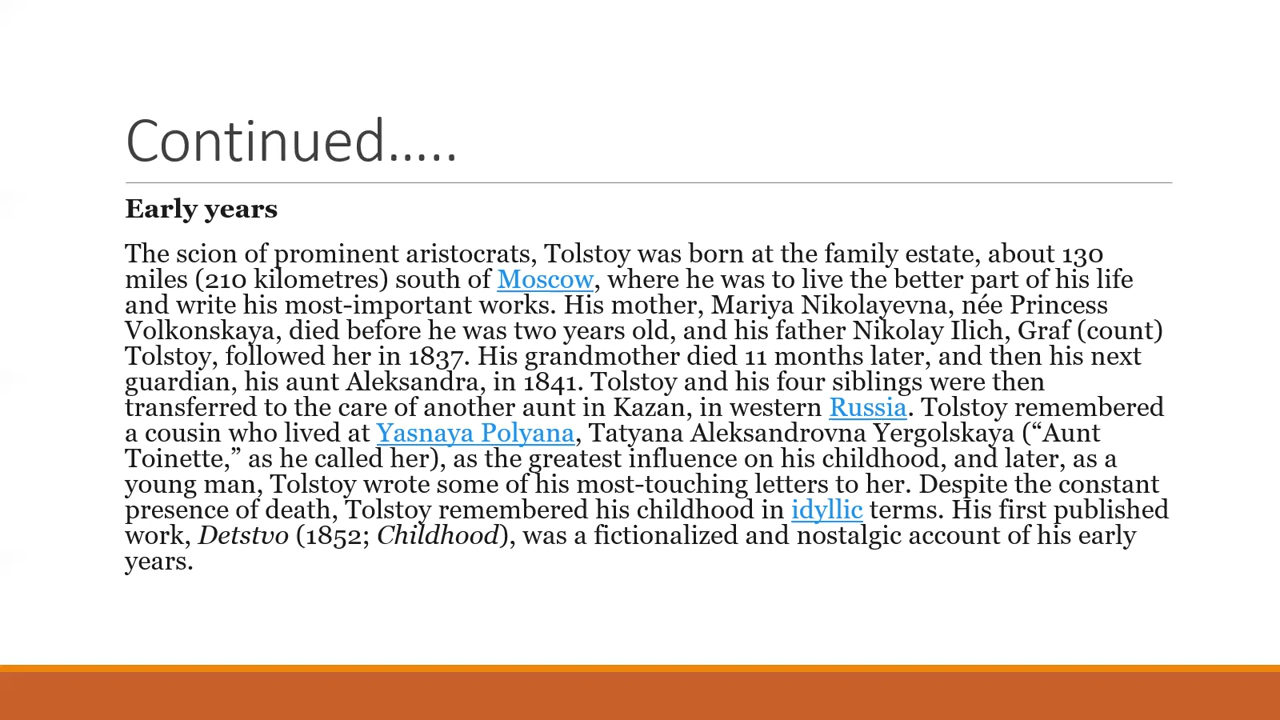 Continued.....
Early years
The scion of prominent aristocrats, Tolstoy was born at the family estate, about 130
miles (210 kilometres) south of Moscow, where he was to live the better part of his life
and write his most-important works. His mother, Mariya Nikolayevna, née Princess
Volkonskaya, died before he was two years old, and his father Nikolay Ilich, Graf (count)
Tolstoy, followed her in 1837. His grandmother died 11 months later, and then his next
guardian, his aunt Aleksandra, in 1841. Tolstoy and his four siblings were then
transferred to the care of another aunt in Kazan, in western Russia. Tolstoy remembered
a cousin who lived at Yasnaya Polyana, Tatyana Aleksandrovna Yergolskaya (“Aunt
Toinette,” as he called her), as the greatest influence on his childhood, and later, as a
young man, Tolstoy wrote some of his most-touching letters to her. Despite the constant
presence of death, Tolstoy remembered his childhood in idyllic terms. His first published
work, Detstvo (1852; Childhood), was a fictionalized and nostalgic account of his early
years.